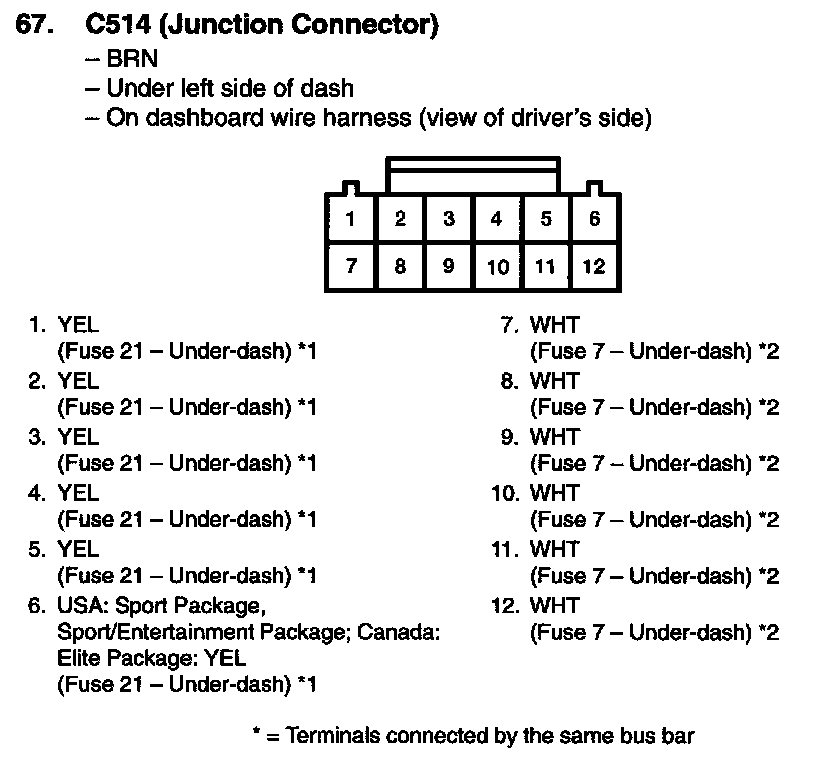 67. C514 (Junction Connector)
– BRN
– Under left side of dash
– On dashboard wire harness (view of driver's side)
1 2 3 4 5 6
7 8 9 10 11 12
1. YEL
(Fuse 21 – Under-dash) *1
2. YEL
(Fuse 21 – Under-dash) *1
3. YEL
(Fuse 21 – Under-dash) *1
4. YEL
(Fuse 21 – Under-dash) *1
5. YEL
(Fuse 21 – Under-dash) *1
6. USA: Sport Package,
Sport/Entertainment Package; Canada:
Elite Package: YEL
(Fuse 21 – Under-dash) *1
7. WHT
(Fuse 7 – Under-dash) *2
8. WHT
(Fuse 7 – Under-dash) *2
9. WHT
(Fuse 7 – Under-dash) *2
10. WHT
(Fuse 7 – Under-dash) *2
11. WHT
(Fuse 7 – Under-dash) *2
12. WHT
(Fuse 7 – Under-dash) *2
* = Terminals connected by the same bus bar